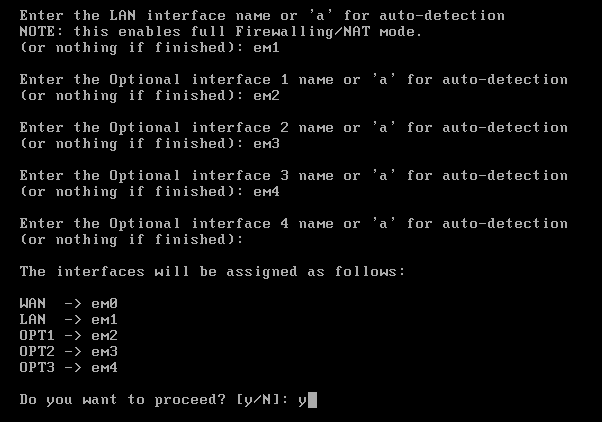 Enter the LAN interface name or 'a' for auto-detection
NOTE: this enables full Firewalling/NAT mode.
(or nothing if finished): em1
Enter the Optional interface 1 name or 'a' for auto-detection
(or nothing if finished): em2
Enter the Optional interface 2 name or 'a' for auto-detection
(or nothing if finished): em3
Enter the Optional interface 3 name or 'a' for auto-detection
(or nothing if finished): em4
Enter the Optional interface 4 name or 'a' for auto-detection
(or nothing if finished):
The interfaces will be assigned as follows:
WAN  -> em0
LAN  -> em1
OPT1 -> em2
OPT2 -> em3
OPT3 -> em4
Do you want to proceed? [y/N]: y